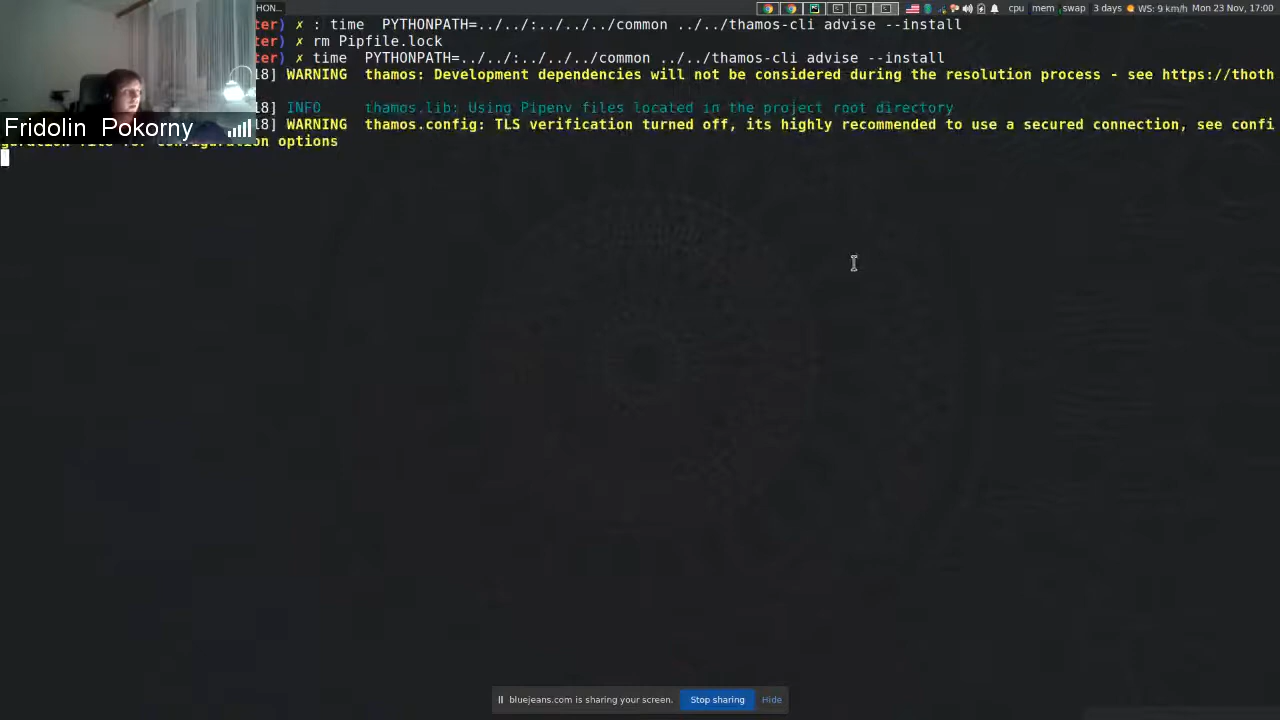 HON...
cpu mem swap 3 days WS: 9 km/h Mon 23 Nov, 17:00
ter) ✗ : time PYTHONPATH=../../:../../../common ../../thamos-cli advise --install
ter) ✗ rm Pipfile.lock
ter) ✗ time PYTHONPATH=../../:../../../common ../../thamos-cli advise --install
18] WARNING thamos: Development dependencies will not be considered during the resolution process - see https://thoth
18] INFO thamos.lib: Using Pipenv files located in the project root directory
18] WARNING thamos.config: TLS verification turned off, its highly recommended to use a secured connection, see confi
options
Fridolin Pokorny
bluejeans.com is sharing your screen. Stop sharing Hide